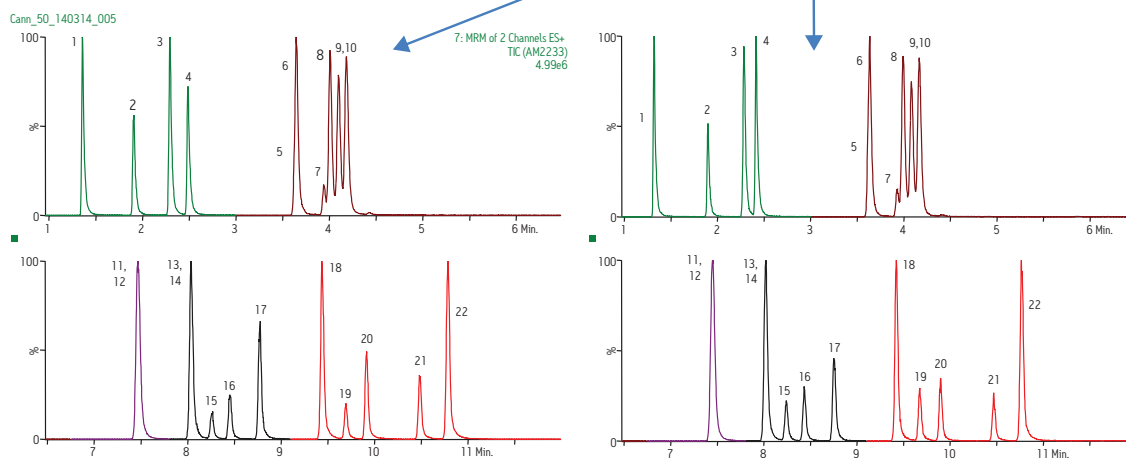 Cann_50_140314_005
7: MRM of 2 Channels ES+
TIC (AM2233)
4.99e6
100
%
0
1 2 3 4 5 6 7 8 9,10
1 2 3 4 5 6 Min.
100
%
0
1 2 3 4 5 6 7 8 9,10
1 2 3 4 5 6 Min.
100
%
0
11,
12
13,
14
15 16 17 18 19 20 21 22
7 8 9 10 11 Min.
100
%
0
11,
12
13,
14
15 16 17 18 19 20 21 22
7 8 9 10 11 Min.